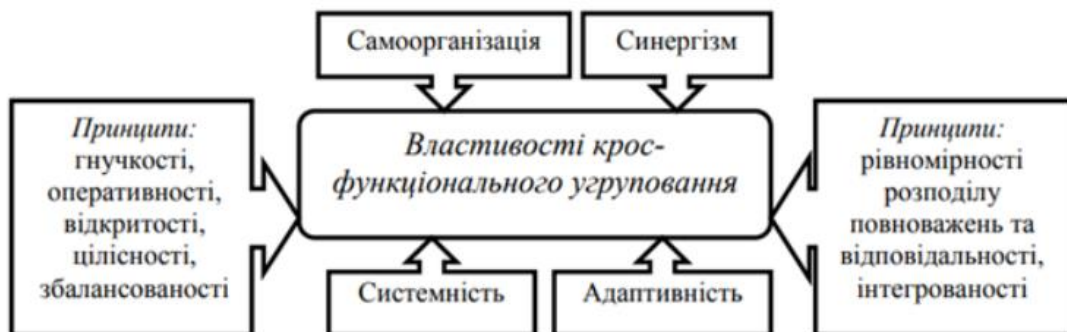 Самоорганізація
Синергізм
Принципи:
гнучкості,
оперативності,
відкритості,
цілісності,
збалансованості
Властивості крос-
функціонального угруповання
Принципи:
рівномірності
розподілу
повноважень та
відповідальності,
інтегрованості
Системність
Адаптивність